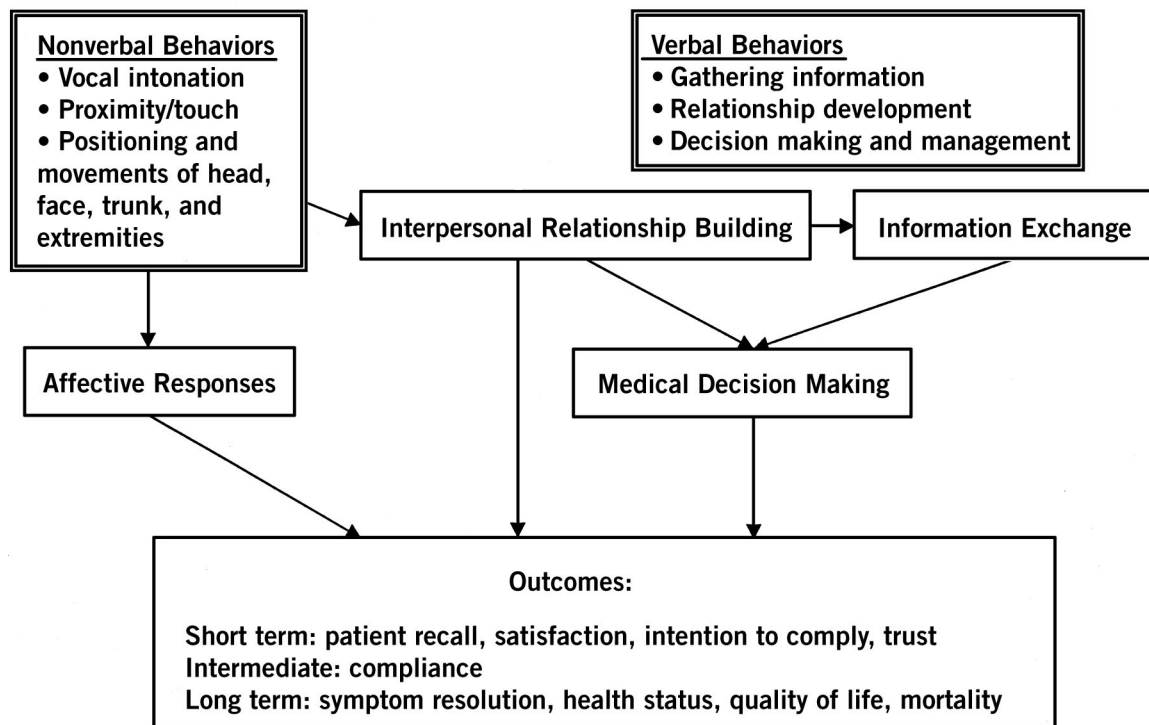 Nonverbal Behaviors
• Vocal intonation
• Proximity/touch
• Positioning and
movements of head,
face, trunk, and
extremities
Verbal Behaviors
• Gathering information
• Relationship development
• Decision making and management
Interpersonal Relationship Building
Information Exchange
Affective Responses
Medical Decision Making
Outcomes:
Short term: patient recall, satisfaction, intention to comply, trust
Intermediate: compliance
Long term: symptom resolution, health status, quality of life, mortality